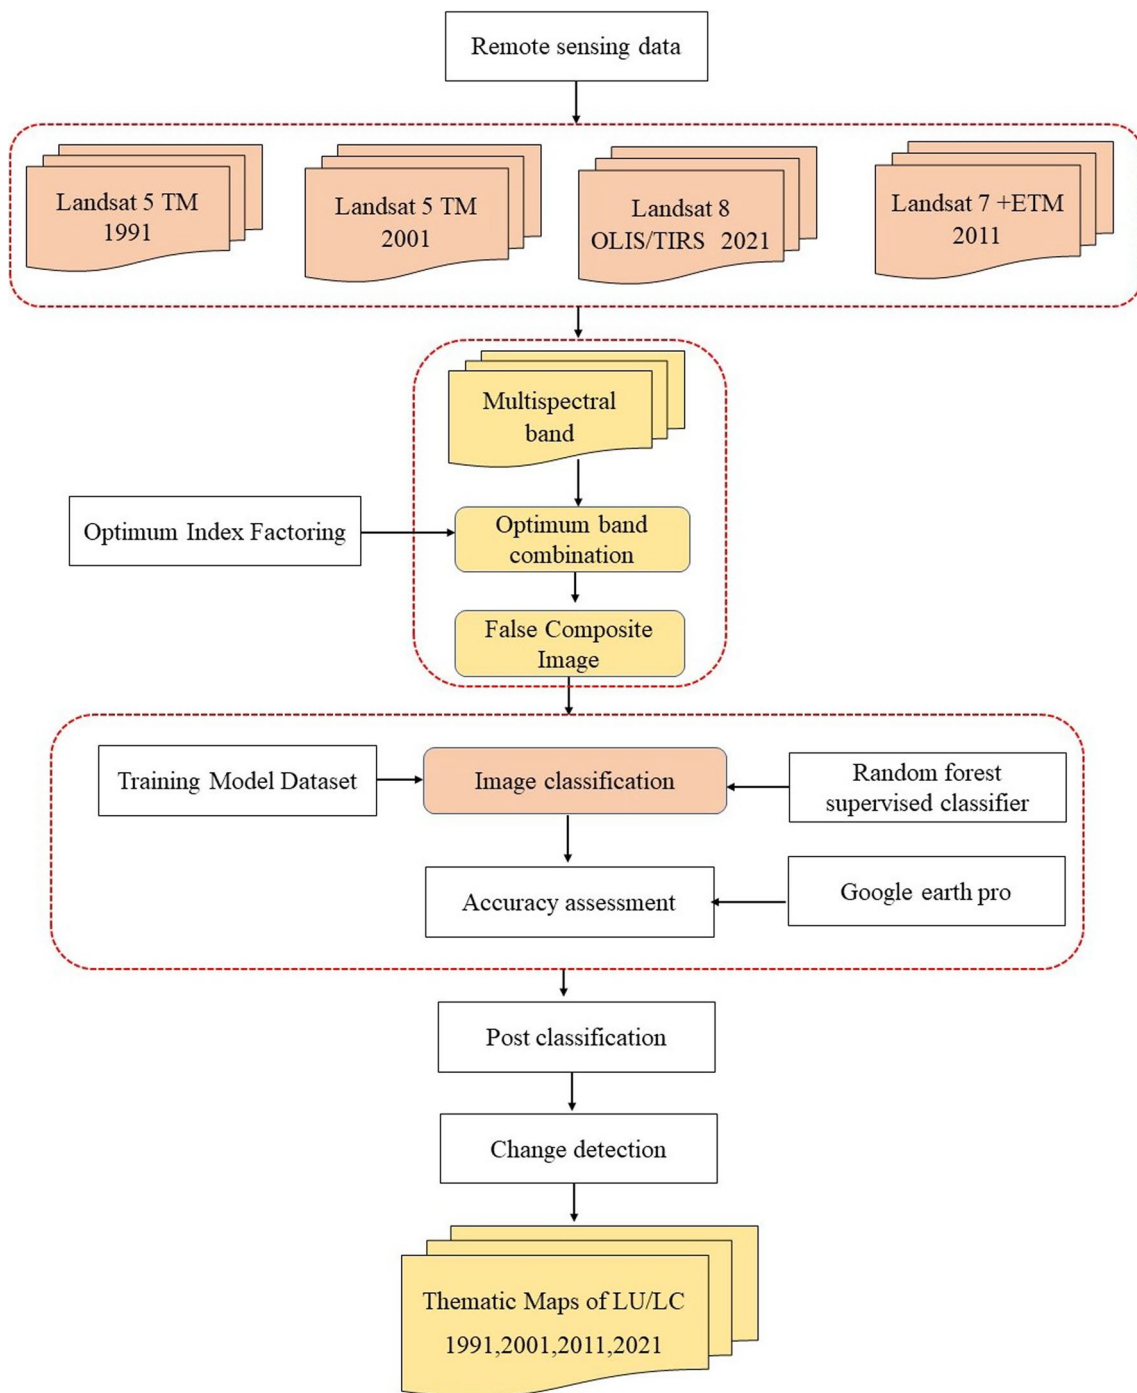 Remote sensing data
Landsat 5 TM
1991
Landsat 5 TM
2001
Landsat 8
OLIS/TIRS 2021
Landsat 7 +ETM
2011
Multispectral
band
Optimum Index Factoring
Optimum band
combination
False Composite
Image
Training Model Dataset
Image classification
Random forest
supervised classifier
Accuracy assessment
Google earth pro
Post classification
Change detection
Thematic Maps of LU/LC
1991,2001,2011,2021